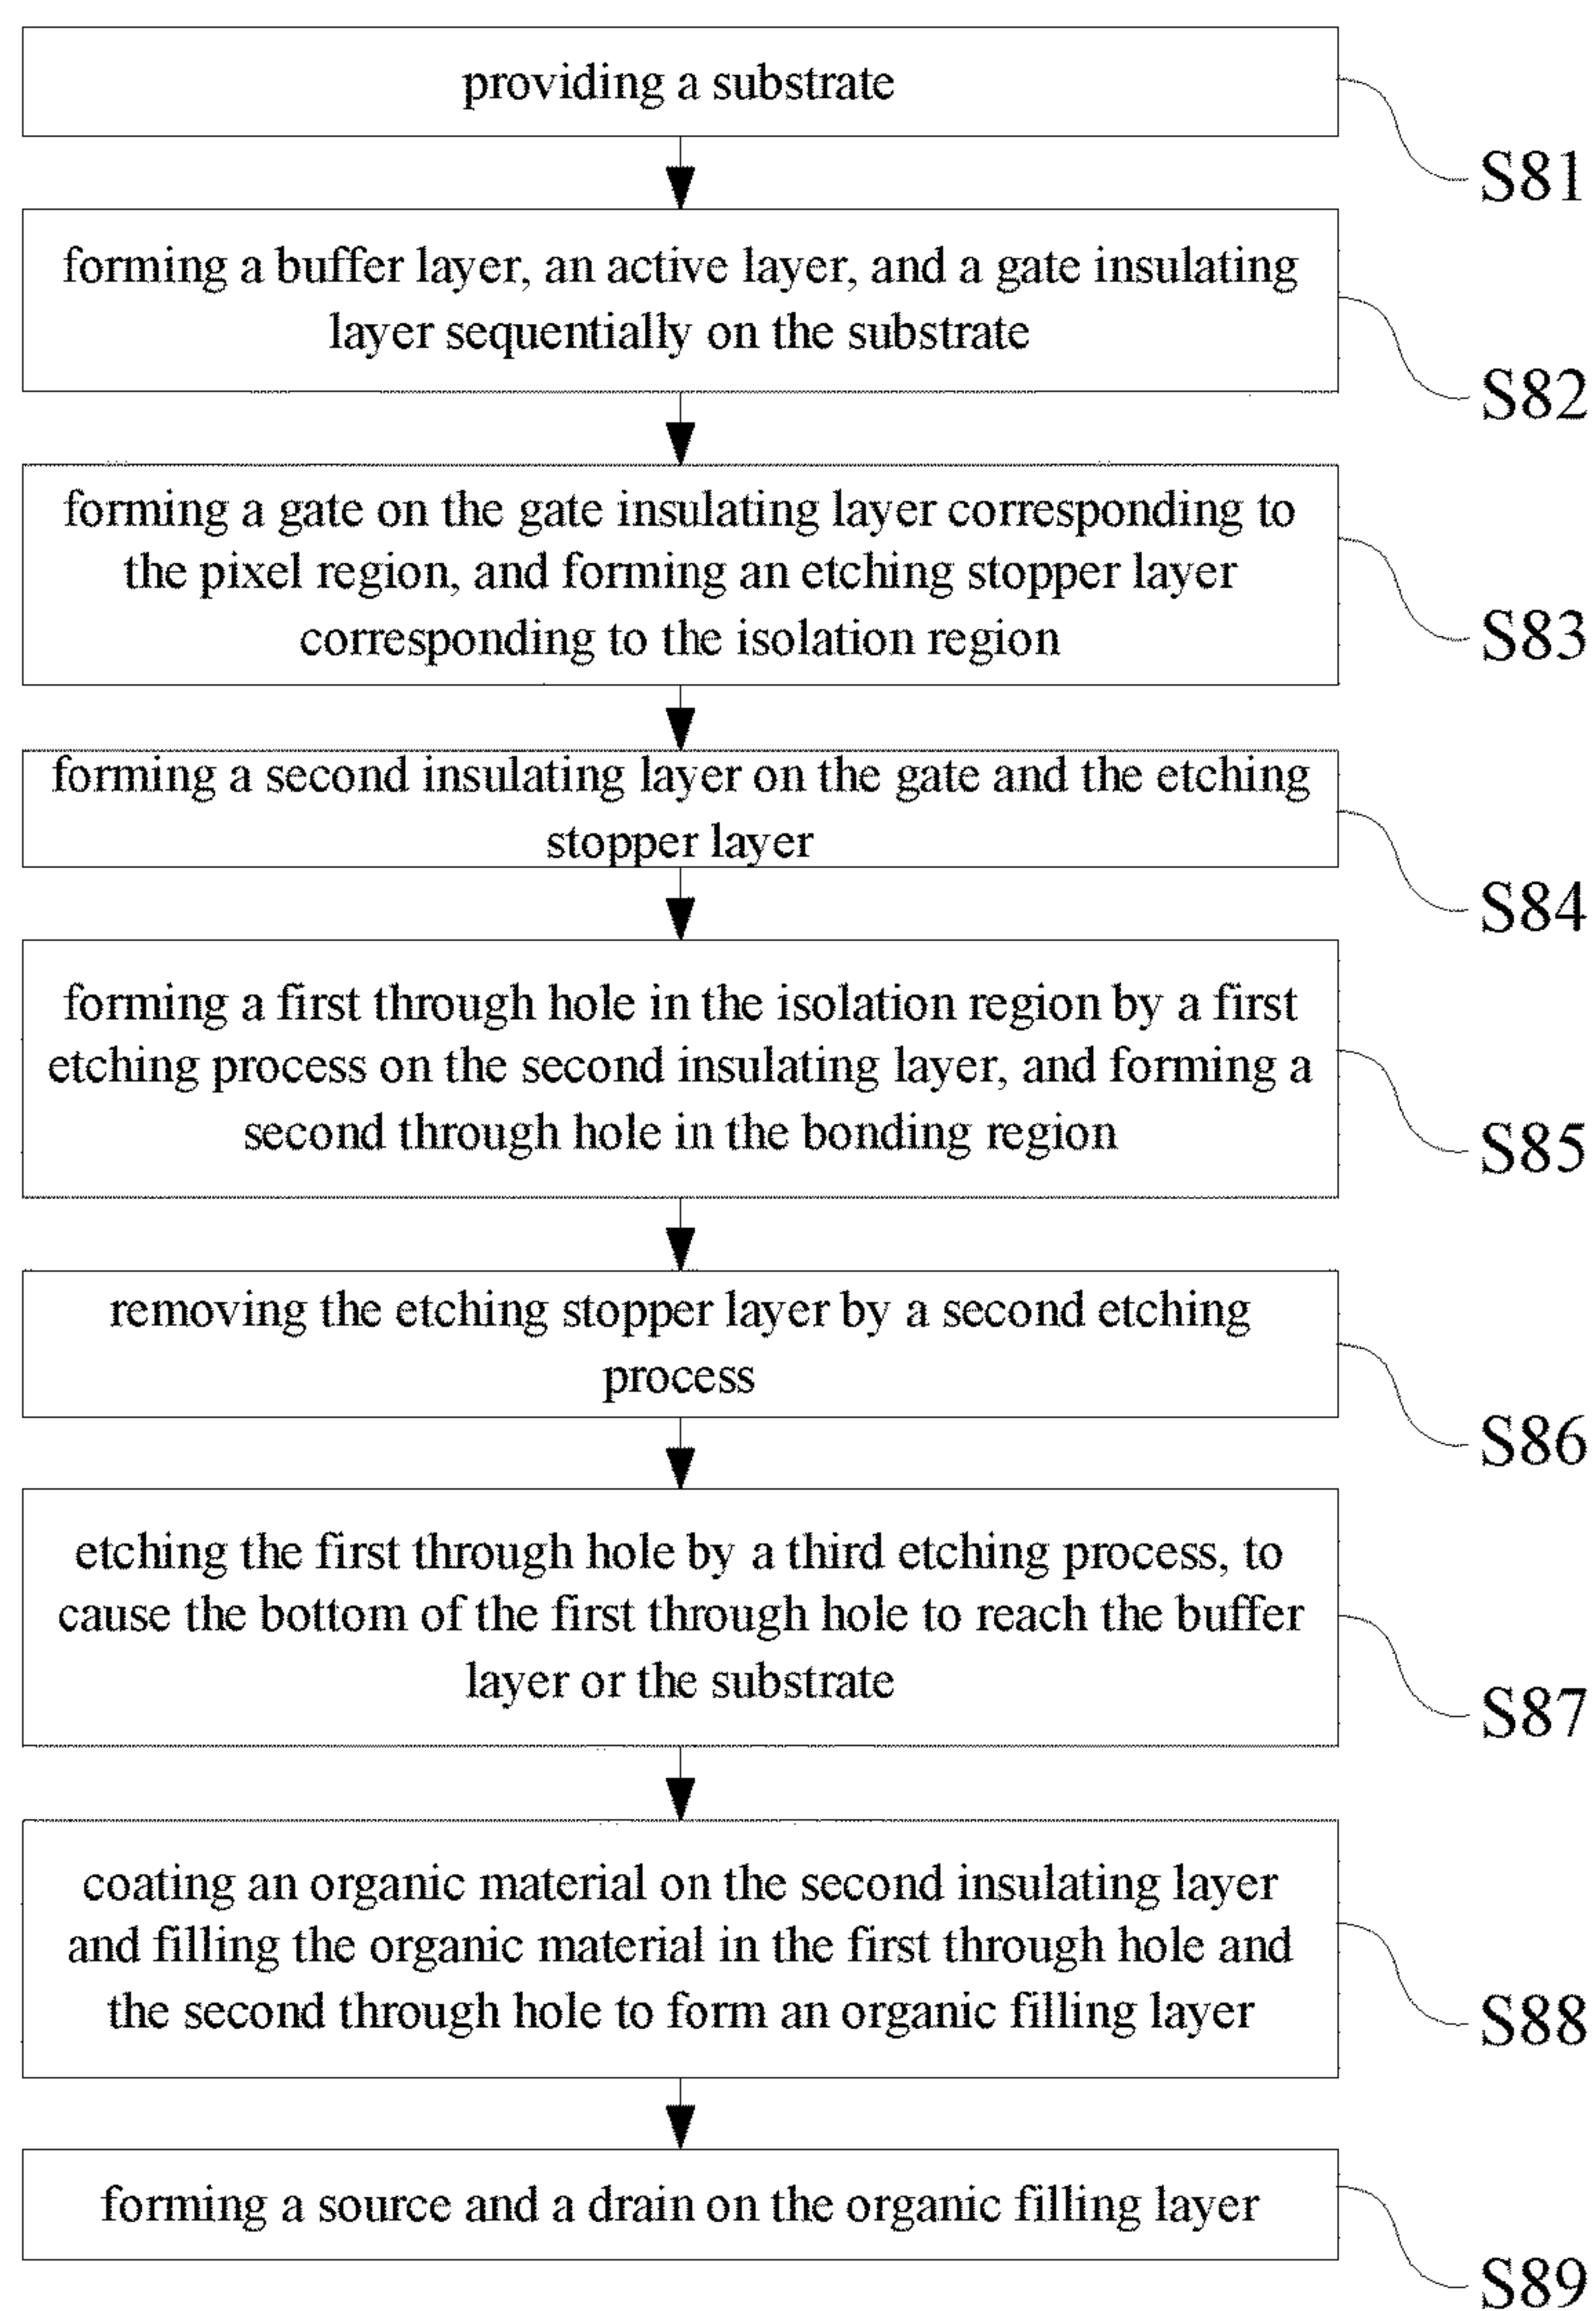 providing a substrate
S81
forming a buffer layer, an active layer, and a gate insulating
layer sequentially on the substrate
S82
forming a gate on the gate insulating layer corresponding to
the pixel region, and forming an etching stopper layer
corresponding to the isolation region
S83
forming a second insulating layer on the gate and the etching
stopper layer
S84
forming a first through hole in the isolation region by a first
etching process on the second insulating layer, and forming a
second through hole in the bonding region
S85
removing the etching stopper layer by a second etching
process
S86
etching the first through hole by a third etching process, to
cause the bottom of the first through hole to reach the buffer
layer or the substrate
S87
coating an organic material on the second insulating layer
and filling the organic material in the first through hole and
the second through hole to form an organic filling layer
S88
forming a source and a drain on the organic filling layer
S89